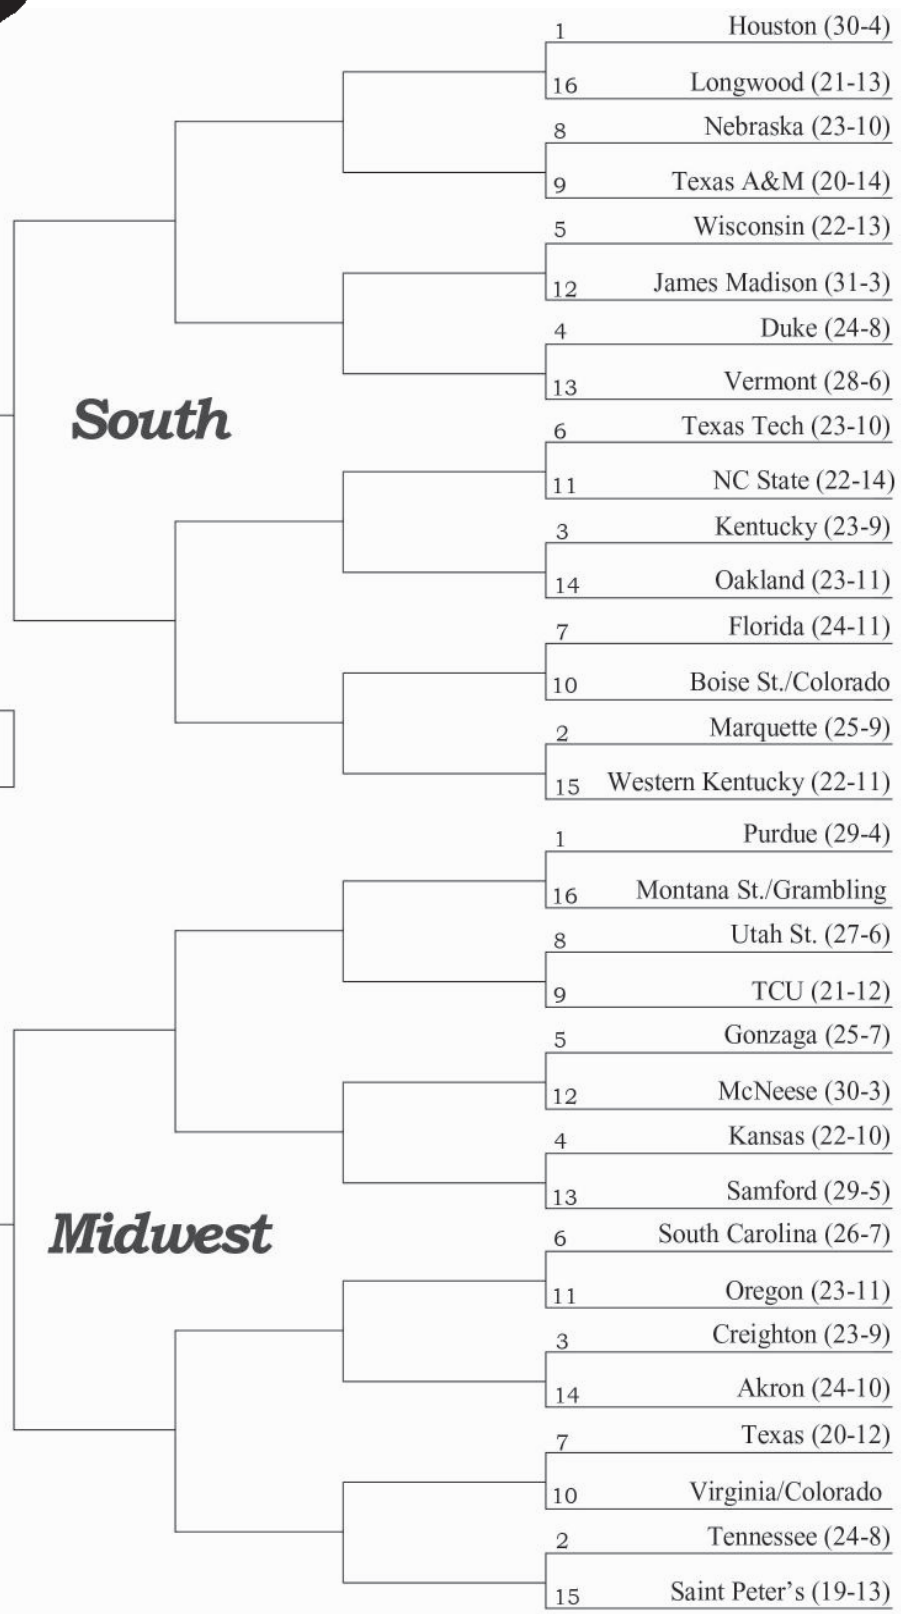 1 Houston (30-4)
16 Longwood (21-13)
8 Nebraska (23-10)
9 Texas A&M (20-14)
5 Wisconsin (22-13)
12 James Madison (31-3)
4 Duke (24-8)
13 Vermont (28-6)
South
6 Texas Tech (23-10)
11 NC State (22-14)
3 Kentucky (23-9)
14 Oakland (23-11)
7 Florida (24-11)
10 Boise St./Colorado
2 Marquette (25-9)
15 Western Kentucky (22-11)
1 Purdue (29-4)
16 Montana St./Grambling
8 Utah St. (27-6)
9 TCU (21-12)
5 Gonzaga (25-7)
12 McNeese (30-3)
4 Kansas (22-10)
13 Samford (29-5)
Midwest
6 South Carolina (26-7)
11 Oregon (23-11)
3 Creighton (23-9)
14 Akron (24-10)
7 Texas (20-12)
10 Virginia/Colorado
2 Tennessee (24-8)
15 Saint Peter's (19-13)